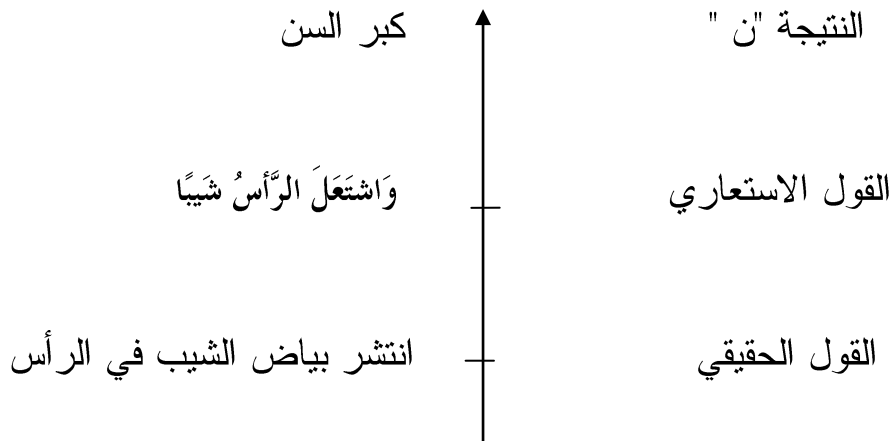 النتيجة "ن " كبر السن
القول الاستعاري وَاشتَعَلَ الرَّأسُ شَيبًا
القول الحقيقي انتشر بياض الشيب في الرأس